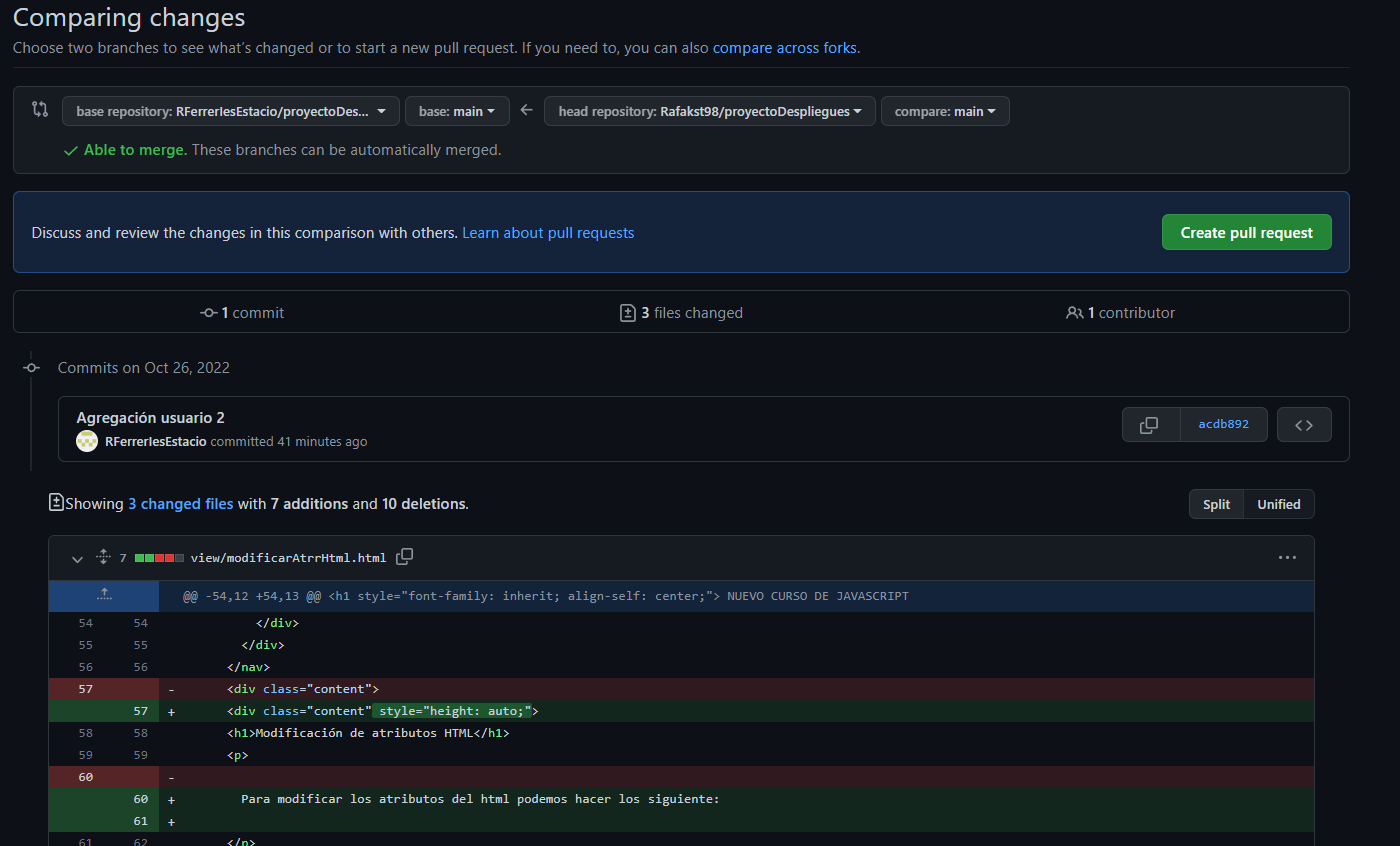 Comparing changes
Choose two branches to see what's changed or to start a new pull request. If you need to, you can also compare across forks.
base repository: RFerrerIesEstacio/proyectoDes... base: main head repository: Rafakst98/proyectoDespliegues compare: main
Able to merge. These branches can be automatically merged.
Discuss and review the changes in this comparison with others. Learn about pull requests Create pull request
1 commit 3 files changed 1 contributor
Commits on Oct 26, 2022
Agregación usuario 2
RFerrerIesEstacio committed 41 minutes ago acdb892
Showing 3 changed files with 7 additions and 10 deletions. Split Unified
7 view/modificarAtrrHtml.html
@@ -54,12 +54,13 @@ <h1 style="font-family: inherit; align-self: center;"> NUEVO CURSO DE JAVASCRIPT
54 54 </div>
55 55 </div>
56 56 </nav>
57 - <div class="content">
57 + <div class="content" style="height: auto;">
58 58 <h1>Modificación de atributos HTML</h1>
59 59 <p>
60 -
60 + Para modificar los atributos del html podemos hacer los siguiente:
61 +
61 62 </p>